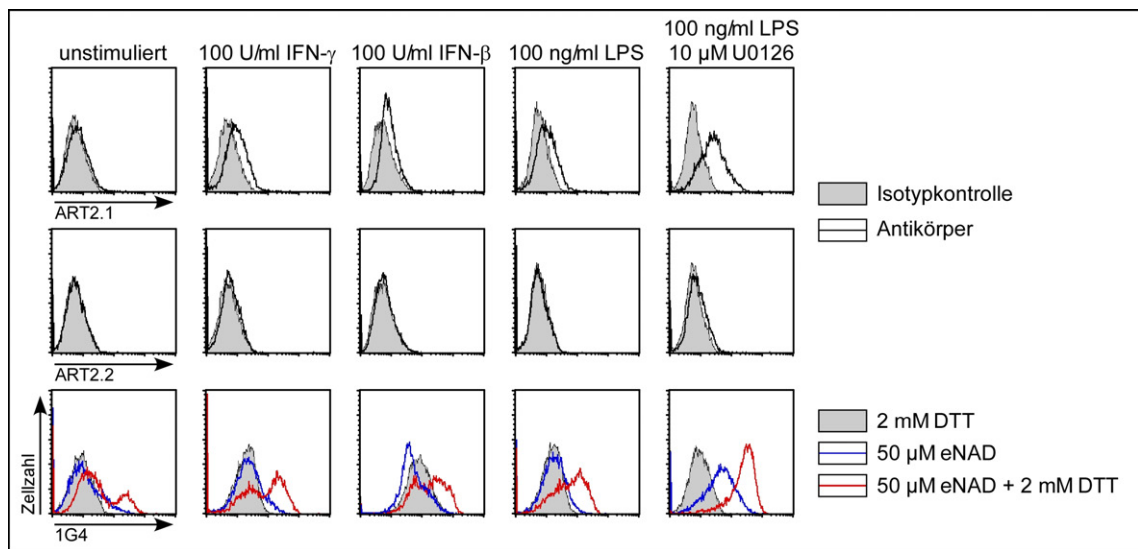 unstimuliert
100 U/ml IFN-γ
100 U/ml IFN-β
100 ng/ml LPS
100 ng/ml LPS
10 µM U0126
ART2.1
Isotypkontrolle
Antikörper
ART2.2
Zellzahl
1G4
2 mM DTT
50 µM eNAD
50 µM eNAD + 2 mM DTT